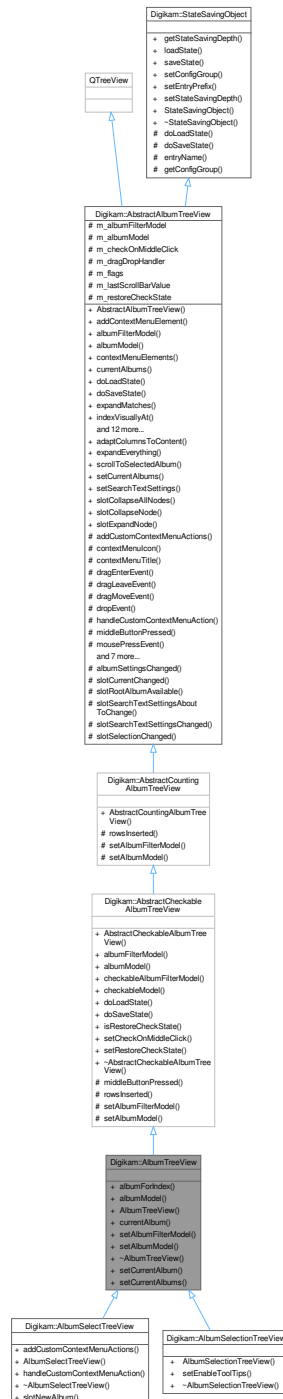 Digikam::StateSavingObject
+ getStateSavingDepth()
+ loadState()
+ saveState()
+ setConfigGroup()
+ setEntryPrefix()
+ setStateSavingDepth()
+ StateSavingObject()
+ ~StateSavingObject()
# doLoadState()
# doSaveState()
# entryName()
# getConfigGroup()
QTreeView
Digikam::AbstractAlbumTreeView
# m_albumFilterModel
# m_albumModel
# m_checkOnMiddleClick
# m_dragDropHandler
# m_flags
# m_lastScrollBarValue
# m_restoreCheckState
+ AbstractAlbumTreeView()
+ addContextMenuElement()
+ albumFilterModel()
+ albumModel()
+ contextMenuElements()
+ currentAlbums()
+ doLoadState()
+ doSaveState()
+ expandMatches()
+ indexVisuallyAt()
and 12 more...
+ adaptColumnsToContent()
+ expandEverything()
+ scrollToSelectedAlbum()
+ setCurrentAlbums()
+ setSearchTextSettings()
+ slotCollapseAllNodes()
+ slotCollapseNode()
+ slotExpandNode()
# addCustomContextMenuActions()
# contextMenuIcon()
# contextMenuTitle()
# dragEnterEvent()
# dragLeaveEvent()
# dragMoveEvent()
# dropEvent()
# handleCustomContextMenuAction()
# middleButtonPressed()
# mousePressEvent()
and 7 more...
# albumSettingsChanged()
# slotCurrentChanged()
# slotRootAlbumAvailable()
# slotSearchTextSettingsAbout
ToChange()
# slotSearchTextSettingsChanged()
# slotSelectionChanged()
Digikam::AbstractCounting
AlbumTreeView
+ AbstractCountingAlbumTree
View()
# rowsInserted()
# setAlbumFilterModel()
# setAlbumModel()
Digikam::AbstractCheckable
AlbumTreeView
+ AbstractCheckableAlbumTree
View()
+ albumFilterModel()
+ albumModel()
+ checkableAlbumFilterModel()
+ checkableModel()
+ doLoadState()
+ doSaveState()
+ isRestoreCheckState()
+ setCheckOnMiddleClick()
+ setRestoreCheckState()
+ ~AbstractCheckableAlbumTree
View()
# middleButtonPressed()
# rowsInserted()
# setAlbumFilterModel()
# setAlbumModel()
Digikam::AlbumTreeView
+ albumForIndex()
+ albumModel()
+ AlbumTreeView()
+ currentAlbum()
+ setAlbumFilterModel()
+ setAlbumModel()
+ ~AlbumTreeView()
+ setCurrentAlbum()
+ setCurrentAlbums()
Digikam::AlbumSelectTreeView
+ addCustomContextMenuActions()
+ AlbumSelectTreeView()
+ handleCustomContextMenuAction()
+ ~AlbumSelectTreeView()
+ slotNewAlbum()
Digikam::AlbumSelectionTreeView
+ AlbumSelectionTreeView()
+ setEnableToolTips()
+ ~AlbumSelectionTreeView()